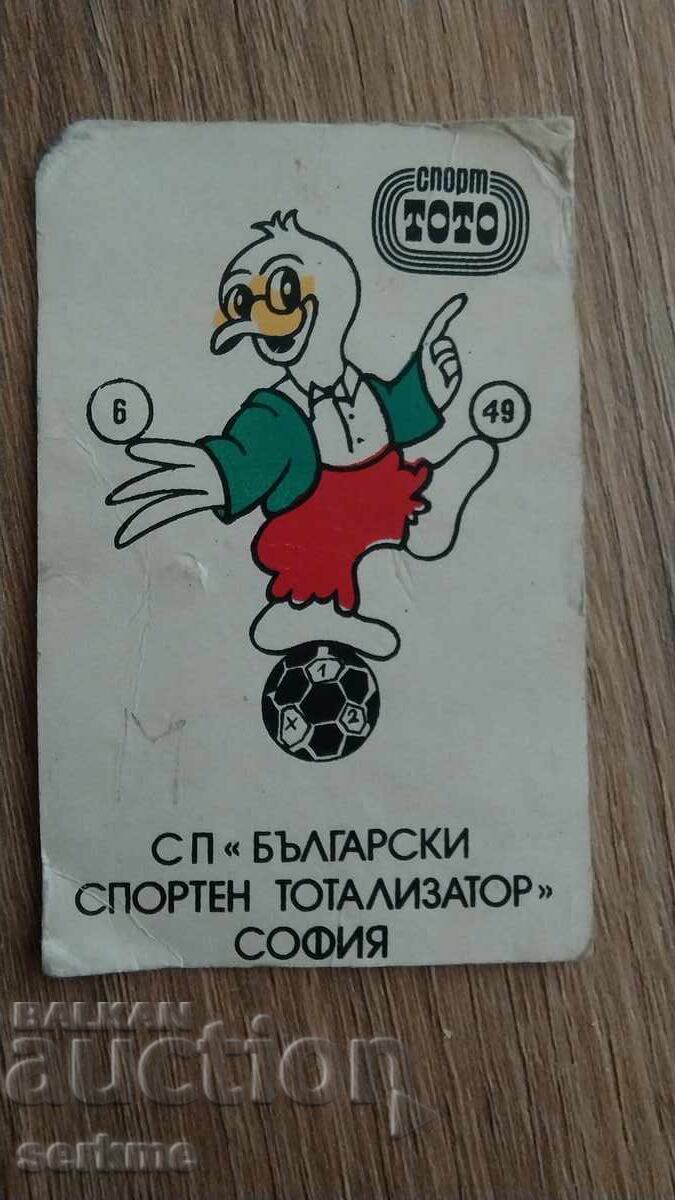 спорт
ТОТО
6
49
1
X 2
СП « БЪЛГАРСКИ
СПОРТЕН ТОТАЛИЗАТОР»
СОФИЯ
BALKAN
auction
serkme